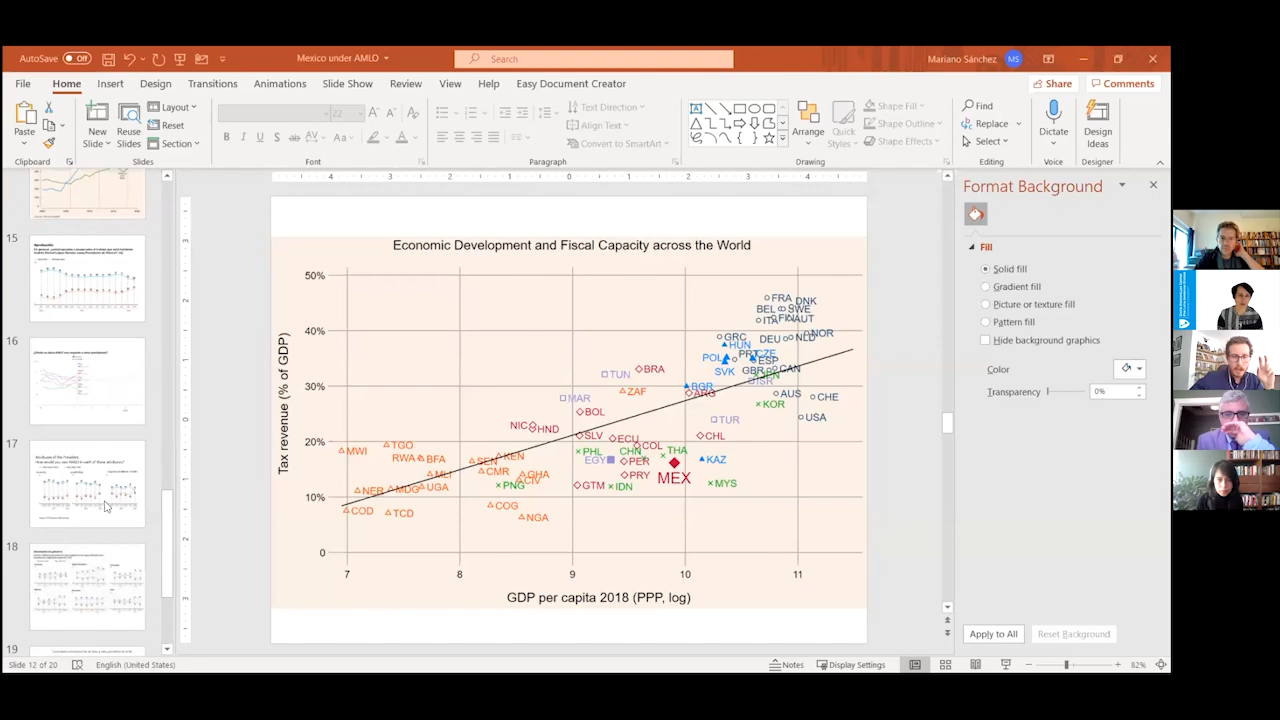 AutoSave Off Mexico under AMLO Search Mariano Sánchez MS
File Home Insert Design Transitions Animations Slide Show Review View Help Easy Document Creator Share Comments
Paste
New Slide
Reuse Slides
Layout
Reset
Section
22
Text Direction
Align Text
Convert to SmartArt
Arrange
Quick Styles
Shape Fill
Shape Outline
Shape Effects
Find
Replace
Select
Dictate
Design Ideas
Clipboard Slides Font Paragraph Drawing Editing Voice Designer
15
16
17
18
19
Economic Development and Fiscal Capacity across the World
Tax revenue (% of GDP)
50%
40%
30%
20%
10%
0
7 8 9 10 11
GDP per capita 2018 (PPP, log)
FRA
DNK
BEL
SWE
ITA
AUT
NOR
GRC
DEU
NLD
HUN
POL
CZE
ESP
SVK
GBR
CAN
BRA
TUN
ISR
BGR
ZAF
ARG
AUS
CHE
MAR
KOR
BOL
USA
TUR
NIC
HND
SLV
ECU
CHL
COL
MWI
TGO
PHL
CHN
THA
RWA
BFA
KEN
EGY
PER
MEX
KAZ
MLI
CMR
GHA
CIV
PRY
NER
MDG
UGA
PNG
GTM
IDN
MYS
COD
TCD
COG
NGA
Format Background
Fill
Solid fill
Gradient fill
Picture or texture fill
Pattern fill
Hide background graphics
Color
Transparency 0%
Apply to All Reset Background
Slide 12 of 20 English (United States) Notes Display Settings 82%